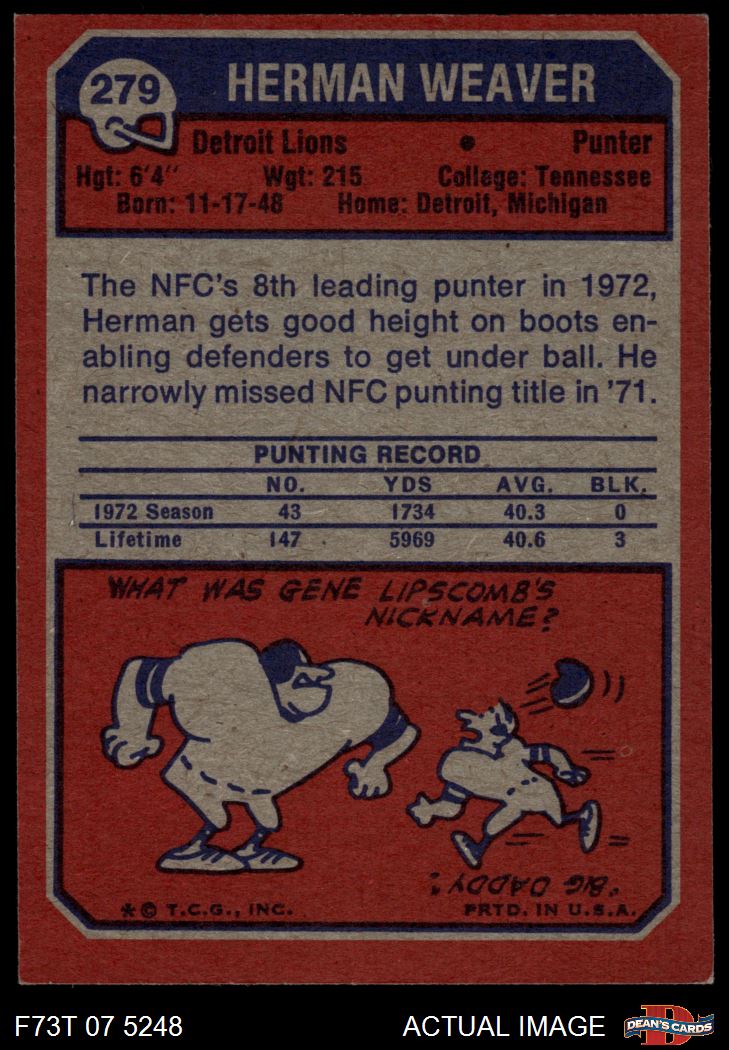 279
HERMAN WEAVER
Detroit Lions • Punter
Hgt: 6'4" Wgt: 215 College: Tennessee
Born: 11-17-48 Home: Detroit, Michigan
The NFC's 8th leading punter in 1972,
Herman gets good height on boots en-
abling defenders to get under ball. He
narrowly missed NFC punting title in '71.
PUNTING RECORD
NO. YDS AVG. BLK.
1972 Season 43 1734 40.3 0
Lifetime 147 5969 40.6 3
WHAT WAS GENE LIPSCOMB'S
NICKNAME?
"BIG DADDY"
* © T.C.G., INC. PRTD. IN U.S.A.
F73T 07 5248 ACTUAL IMAGE
D
DEAN'S CARDS